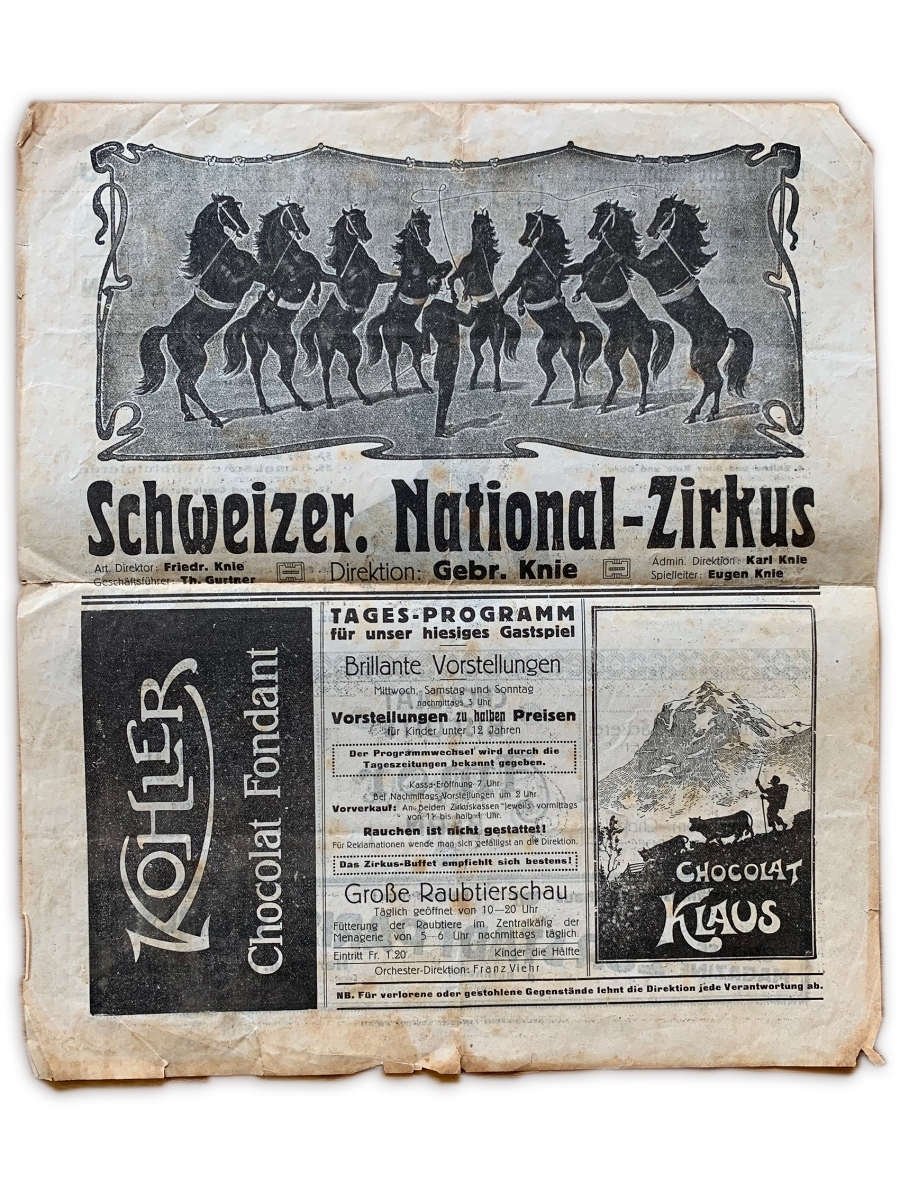 Schweizer. National-Zirkus
Art. Direktor: Friedr. Knie
Geschäftsführer: Th. Gurtner
Direktion: Gebr. Knie
Admin. Direktion: Karl Knie
Spielleiter: Eugen Knie
KOHLER
Chocolat Fondant
TAGES-PROGRAMM
für unser hiesiges Gastspiel
Brillante Vorstellungen
Mittwoch, Samstag und Sonntag
nachmittags 3 Uhr
Vorstellungen zu halben Preisen
für Kinder unter 12 Jahren
Der Programmwechsel wird durch die
Tageszeitungen bekannt gegeben.
Kassa-Eröffnung 7 Uhr.
Bei Nachmittags-Vorstellungen um 2 Uhr.
Vorverkauf: An beiden Zirkuskassen jeweils vormittags
von 11 bis halb 1 Uhr.
Rauchen ist nicht gestattet!
Für Reklamationen wende man sich gefälligst an die Direktion.
Das Zirkus-Buffet empfiehlt sich bestens!
Große Raubtierschau
Täglich geöffnet von 10—20 Uhr
Fütterung der Raubtiere im Zentralkäfig der
Menagerie von 5—6 Uhr nachmittags täglich.
Eintritt Fr. 1.20 Kinder die Hälfte
Orchester-Direktion: Franz Viehr
CHOCOLAT
KLAUS
NB. Für verlorene oder gestohlene Gegenstände lehnt die Direktion jede Verantwortung ab.